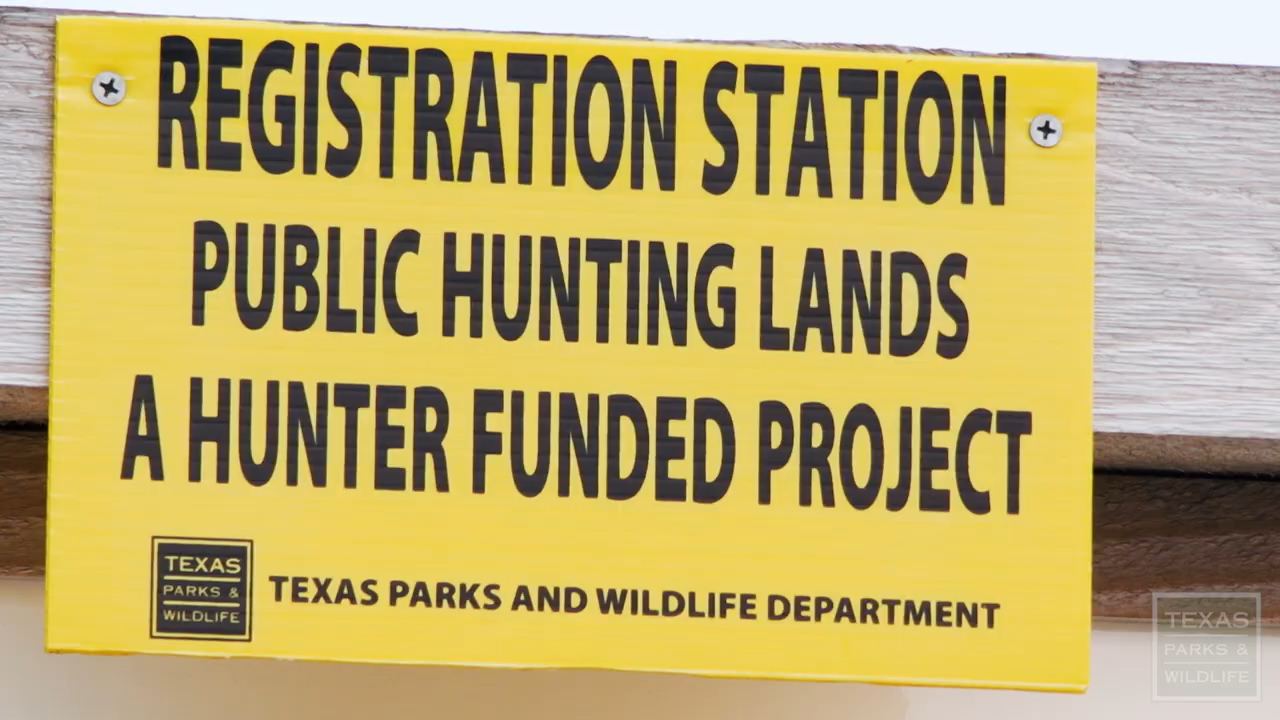 REGISTRATION STATION
PUBLIC HUNTING LANDS
A HUNTER FUNDED PROJECT
TEXAS
PARKS &
WILDLIFE
TEXAS PARKS AND WILDLIFE DEPARTMENT
TEXAS
PARKS &
WILDLIFE